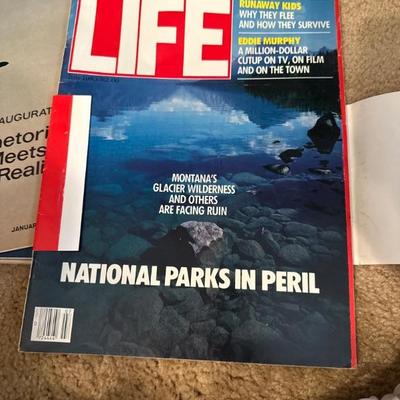 LIFE
RUNAWAY KIDS
WHY THEY FLEE
AND HOW THEY SURVIVE
EDDIE MURPHY
A MILLION-DOLLAR
CUTUP ON TV, ON FILM
AND ON THE TOWN
MONTANA'S
GLACIER WILDERNESS
AND OTHERS
ARE FACING RUIN
NATIONAL PARKS IN PERIL
AUGURAT
etori
Meets
Reali
JANUAR